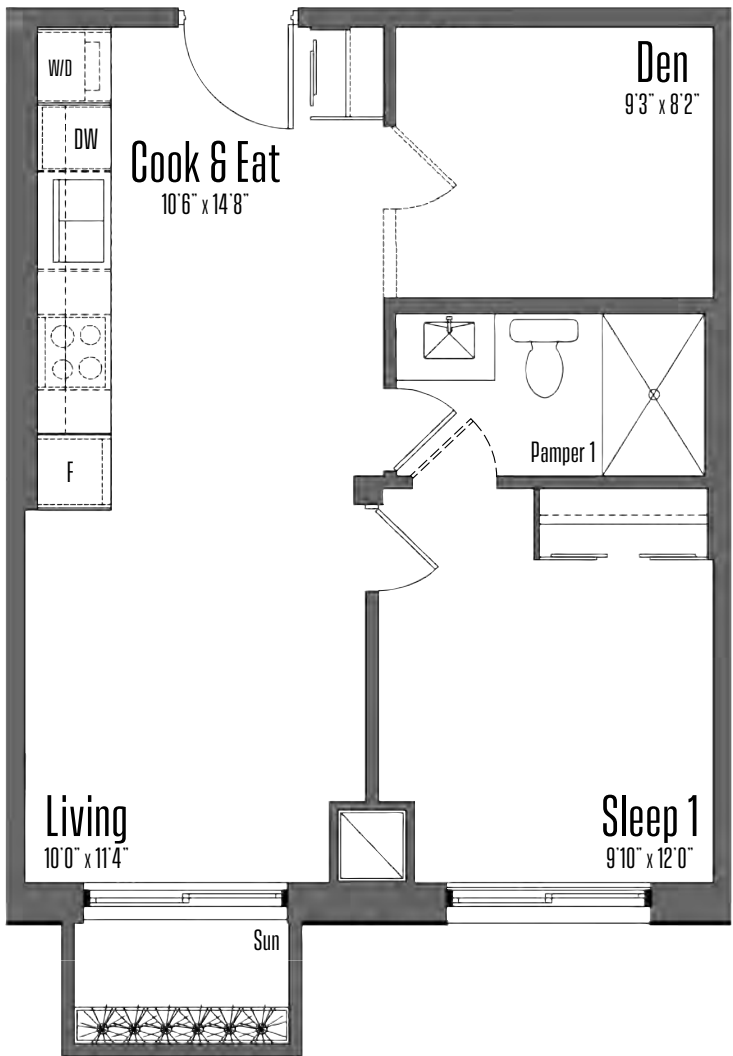 W/D
DW
Cook & Eat
10'6" x 14'8"
Den
9'3" x 8'2"
F
Pamper 1
Living
10'0" x 11'4"
Sleep 1
9'10" x 12'0"
Sun